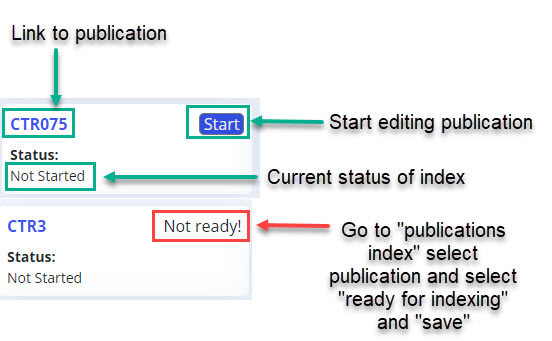 Link to publication
CTR075
Start
Start editing publication
Status:
Not Started
Current status of index
CTR3
Not ready!
Status:
Not Started
Go to "publications
index" select
publication and select
"ready for indexing"
and "save"